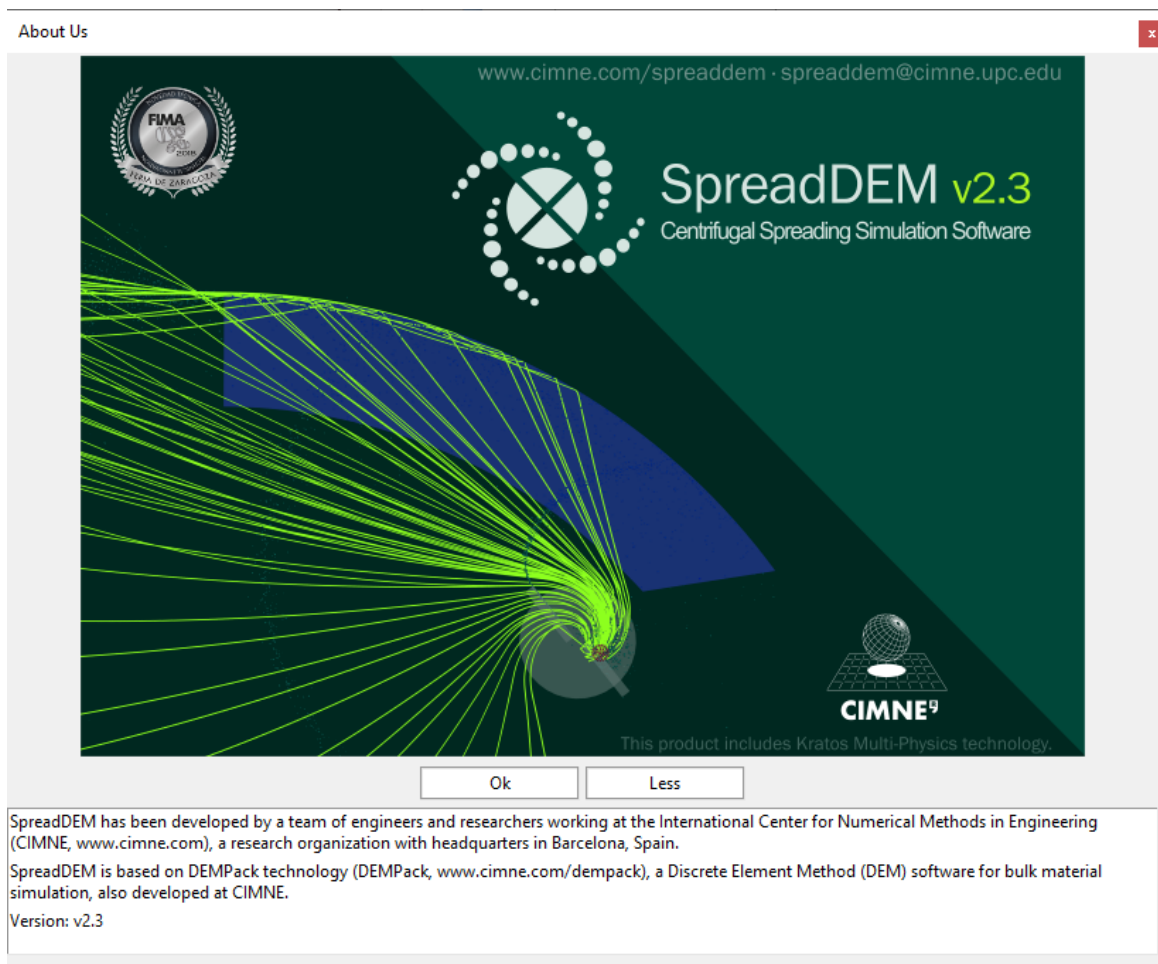 About Us
x
www.cimne.com/spreaddem · spreaddem@cimne.upc.edu
FIMA
2018
FERIA DE ZARAGOZA
SpreadDEM v2.3
Centrifugal Spreading Simulation Software
CIMNE
This product includes Kratos Multi-Physics technology.
Ok
Less
SpreadDEM has been developed by a team of engineers and researchers working at the International Center for Numerical Methods in Engineering
(CIMNE, www.cimne.com), a research organization with headquarters in Barcelona, Spain.
SpreadDEM is based on DEMPack technology (DEMPack, www.cimne.com/dempack), a Discrete Element Method (DEM) software for bulk material
simulation, also developed at CIMNE.
Version: v2.3